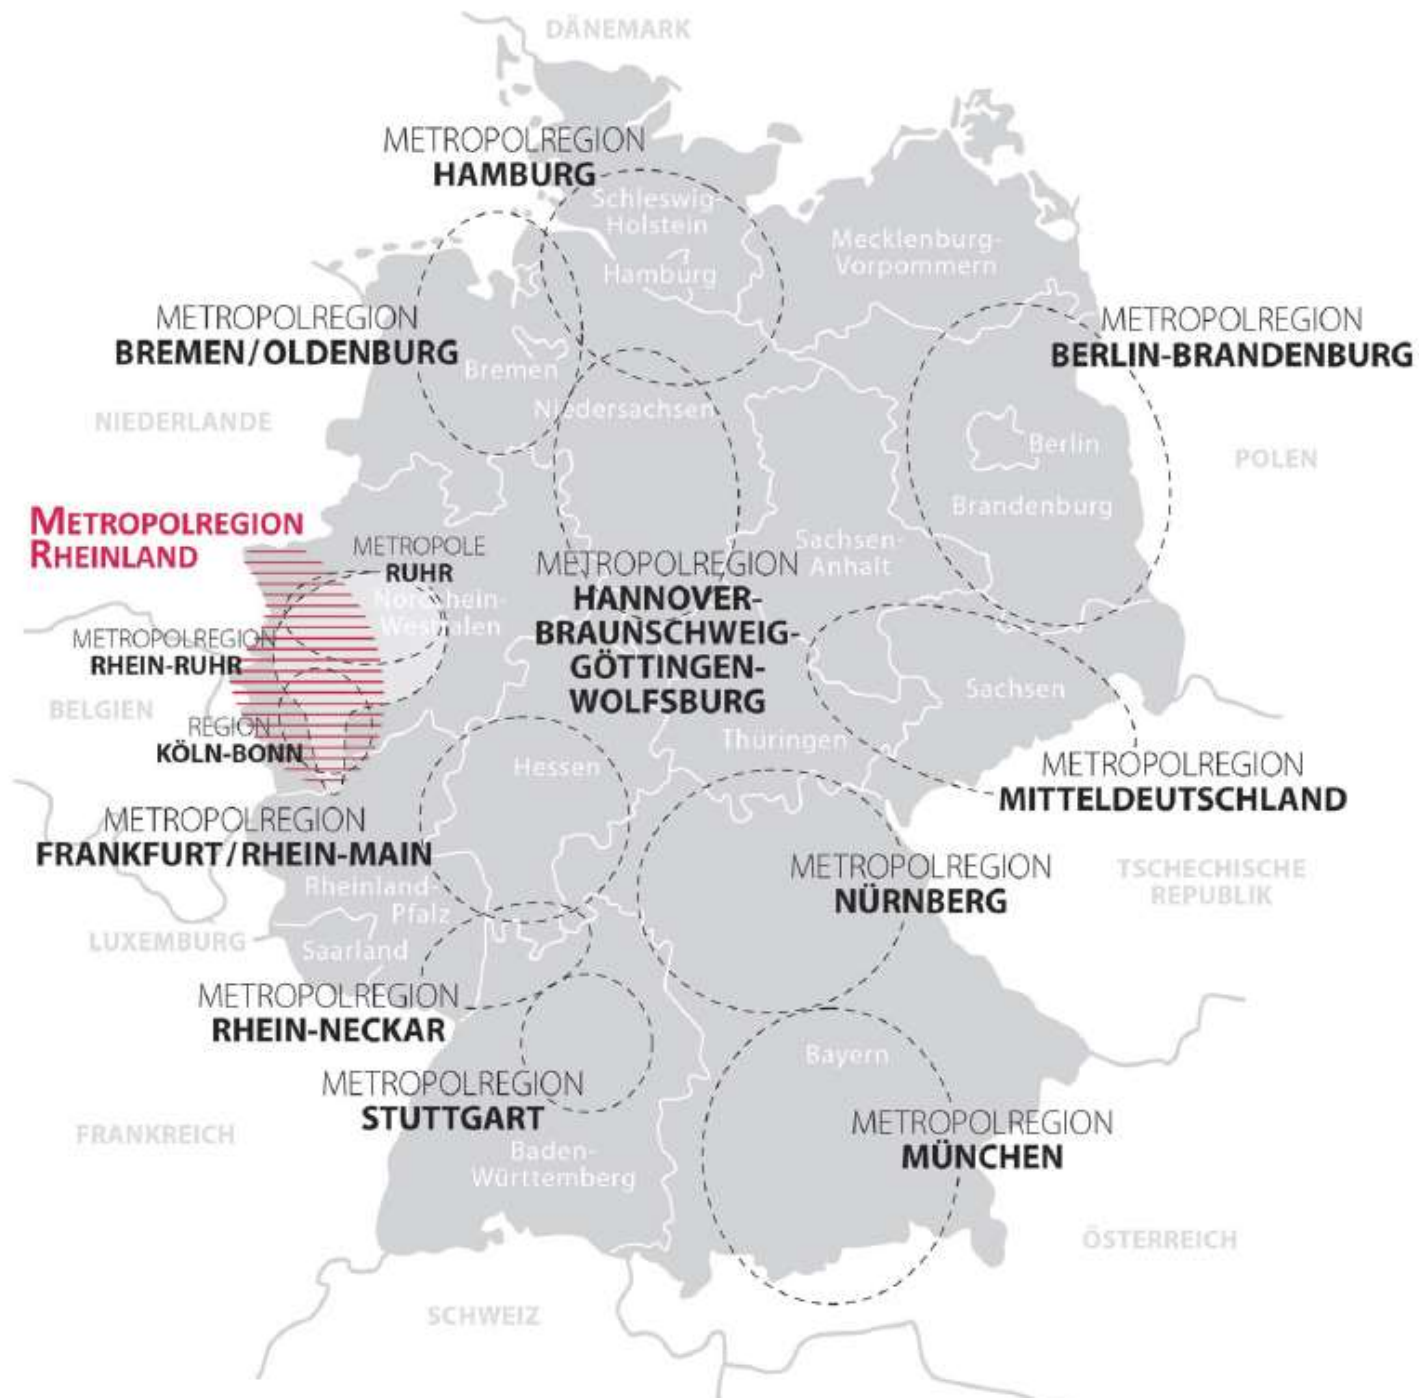 DÄNEMARK
METROPOLREGION
HAMBURG
Schleswig-
Holstein
Hamburg
Mecklenburg-
Vorpommern
METROPOLREGION
BREMEN/OLDENBURG
Bremen
Niedersachsen
METROPOLREGION
BERLIN-BRANDENBURG
NIEDERLANDE
Berlin
Brandenburg
POLEN
METROPOLREGION
RHEINLAND
METROPOLE
RUHR
Nordrhein-
Westfalen
METROPOLREGION
RHEIN-RUHR
METROPOLREGION
HANNOVER-
BRAUNSCHWEIG-
GÖTTINGEN-
WOLFSBURG
Sachsen-
Anhalt
Sachsen
BELGIEN
REGION
KÖLN-BONN
Thüringen
Hessen
METROPOLREGION
MITTELDEUTSCHLAND
METROPOLREGION
FRANKFURT/RHEIN-MAIN
METROPOLREGION
NÜRNBERG
TSCHECHISCHE
REPUBLIK
Rheinland-
Pfalz
LUXEMBURG
Saarland
METROPOLREGION
RHEIN-NECKAR
Bayern
METROPOLREGION
STUTTGART
METROPOLREGION
MÜNCHEN
FRANKREICH
Baden-
Württemberg
ÖSTERREICH
SCHWEIZ